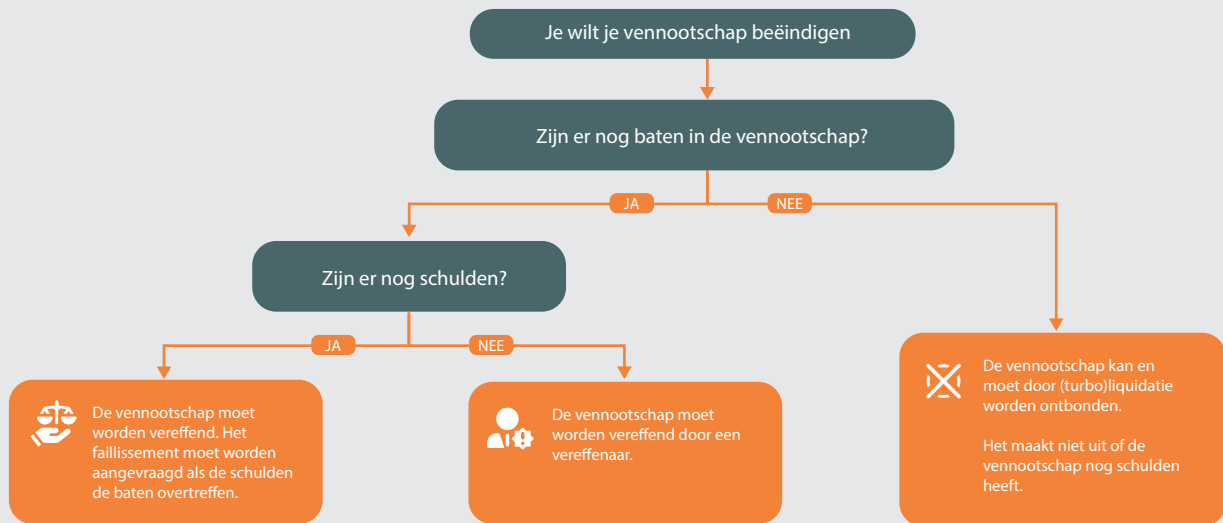 Je wilt je vennootschap beëindigen
Zijn er nog baten in de vennootschap?
JA
NEE
Zijn er nog schulden?
JA
NEE
De vennootschap moet
worden vereffend. Het
faillissement moet worden
aangevraagd als de schulden
de baten overtreffen.
De vennootschap moet
worden vereffend door een
vereffenaar.
De vennootschap kan en
moet door (turbo)liquidatie
worden ontbonden.
Het maakt niet uit of de
vennootschap nog schulden
heeft.